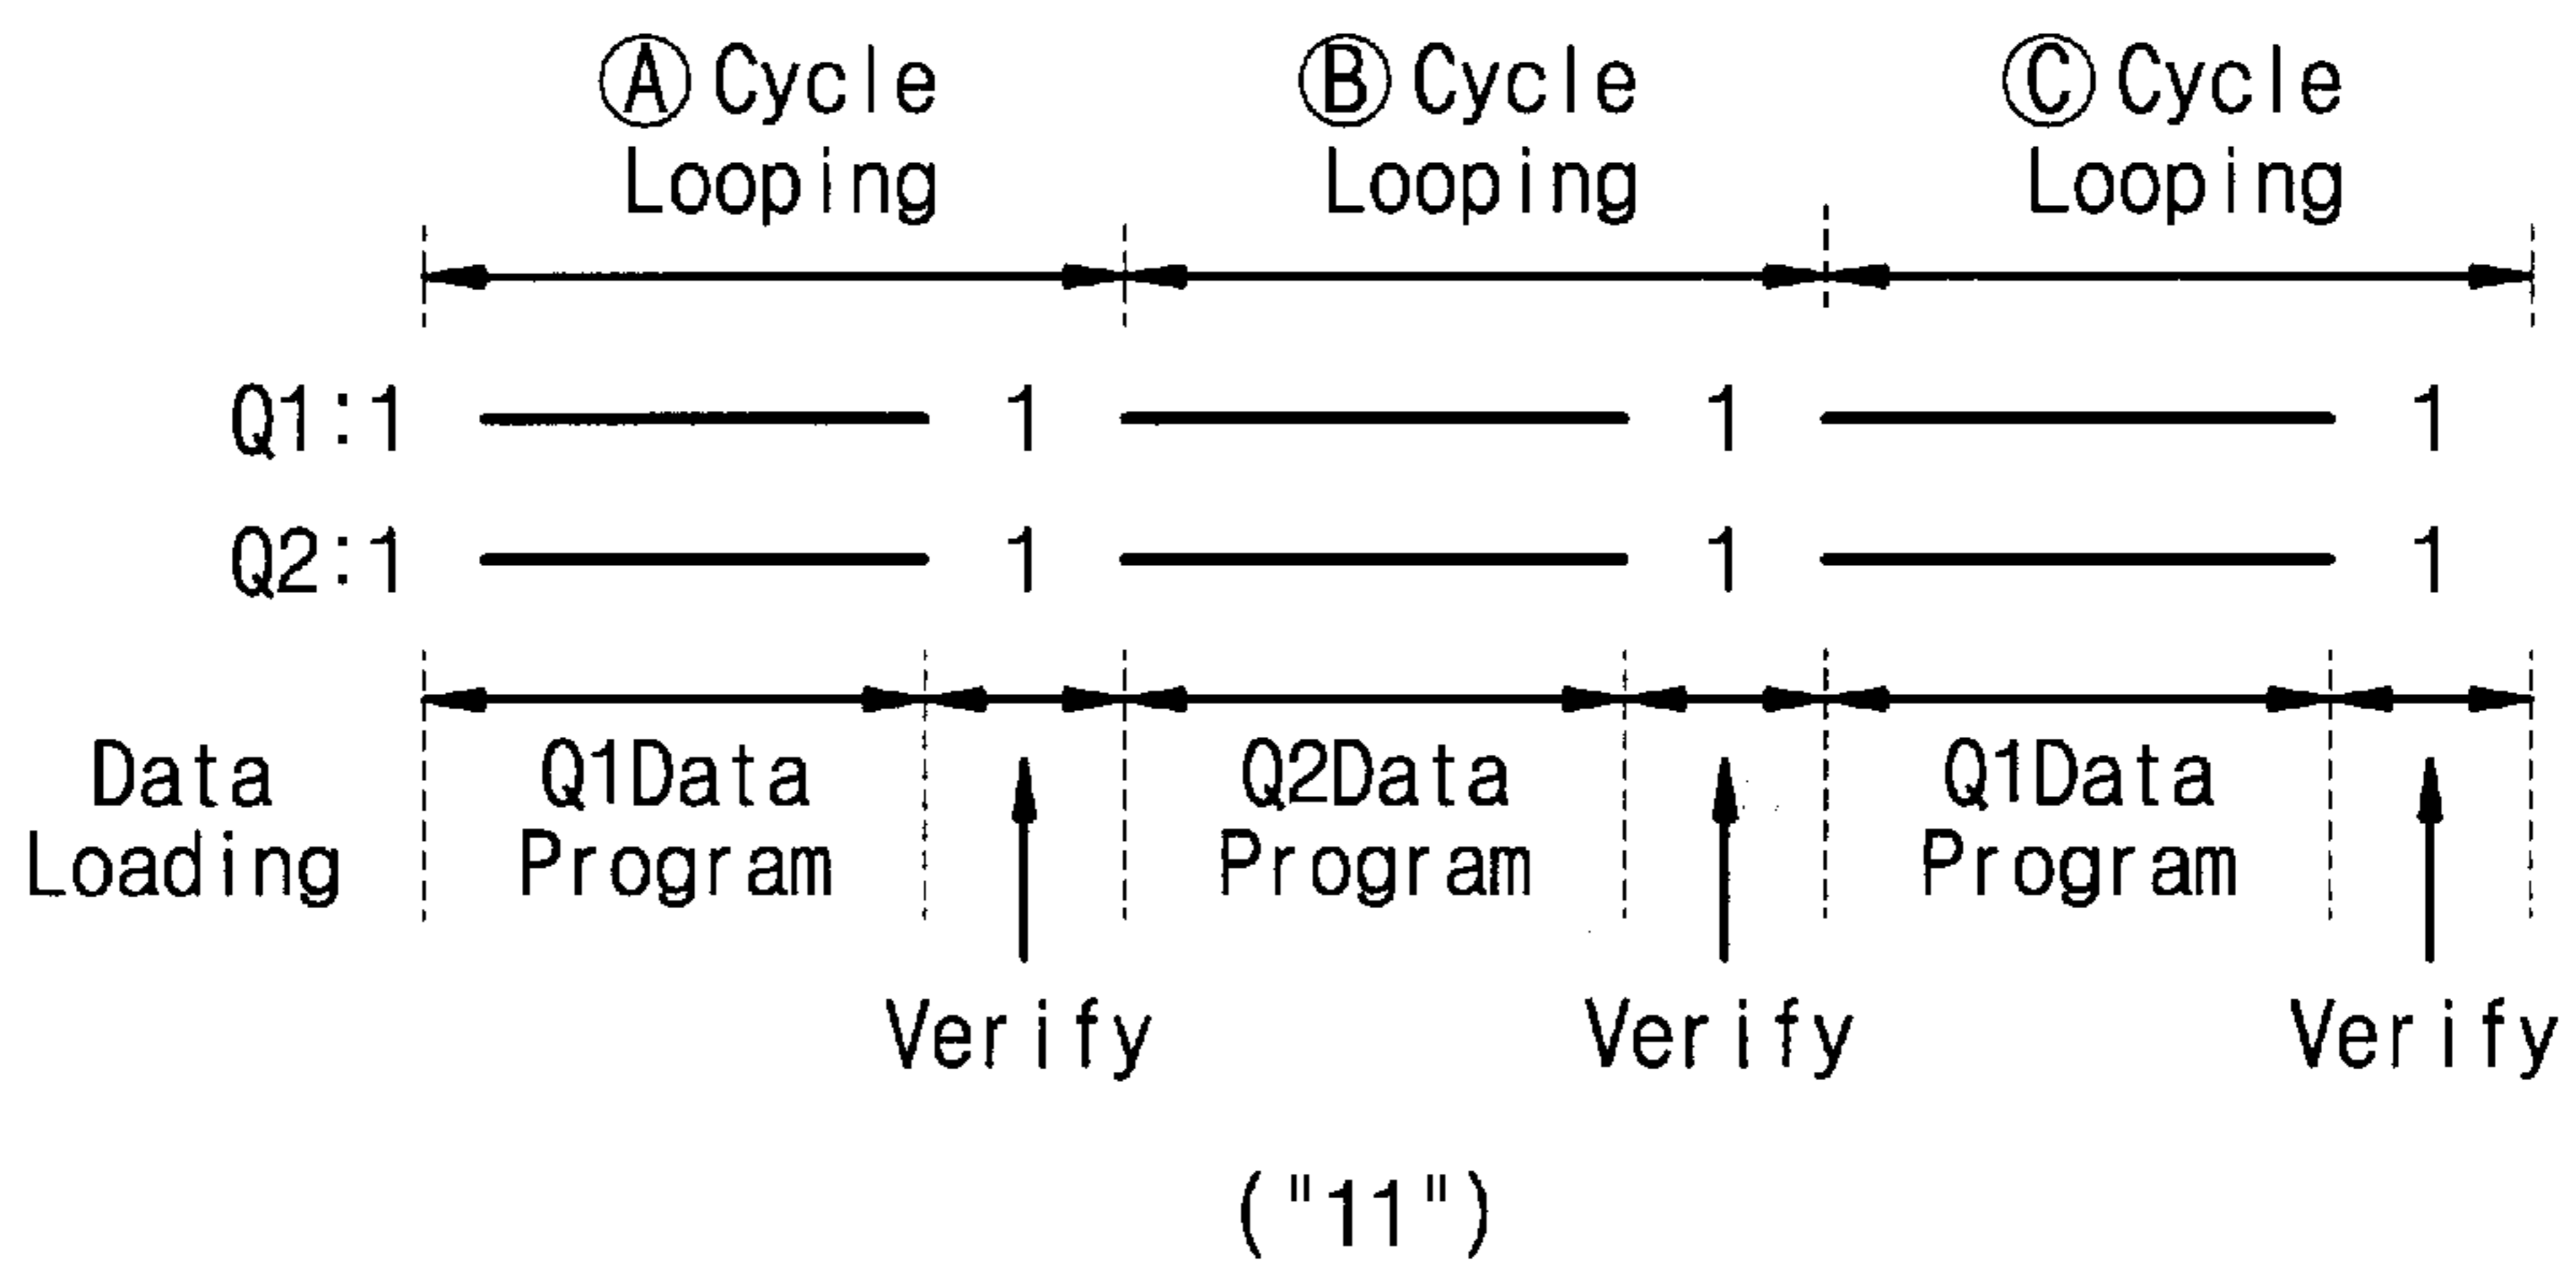 Ⓐ Cycle Looping
Ⓑ Cycle Looping
Ⓒ Cycle Looping
Q1:1 1 1 1
Q2:1 1 1 1
Data Loading
Q1Data Program
Q2Data Program
Q1Data Program
Verify
Verify
Verify
("11")